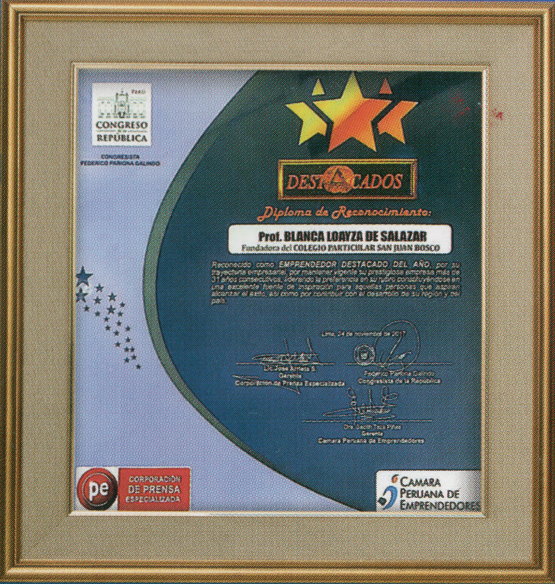 PERÚ
CONGRESO
de la
REPÚBLICA
CONGRESISTA
FEDERICO PARIONA GALINDO
DESTACADOS
Diploma de Reconocimiento:
Prof. BLANCA LOAYZA DE SALAZAR
Fundadora del COLEGIO PARTICULAR SAN JUAN BOSCO
Reconocido como EMPRENDEDOR DESTACADO DEL AÑO, por su
trayectoria empresarial, por mantener vigente su prestigiosa empresa más de
31 años consecutivos, liderando la preferencia en su rubro constituyéndose en
una excelente fuente de inspiración para aquellas personas que aspiran
alcanzar el éxito, así como por contribuir con el desarrollo de su región y del
país.
Lima, 24 de noviembre de 2017
Lic. José Arrieta S.
Gerente
Corporación de Prensa Especializada
Federico Pariona Galindo
Congresista de la República
Dra.
Gerente
Camara Peruana de Emprendedores
pe
CORPORACIÓN
DE PRENSA
ESPECIALIZADA
CAMARA
PERUANA DE
EMPRENDEDORES